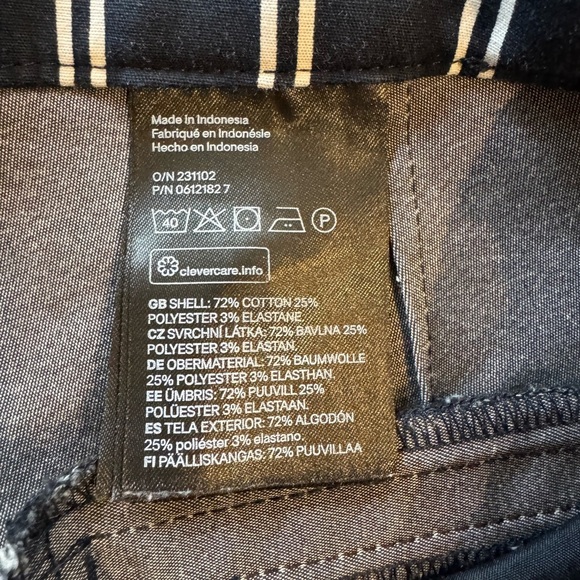 Made in Indonesia
Fabriqué en Indonésie
Hecho en Indonesia
O/N 231102
P/N 0612182 7
40 P
clevercare.info
GB SHELL: 72% COTTON 25%
POLYESTER 3% ELASTANE.
CZ SVRCHNÍ LÁTKA: 72% BAVLNA 25%
POLYESTER 3% ELASTAN.
DE OBERMATERIAL: 72% BAUMWOLLE
25% POLYESTER 3% ELASTHAN.
EE ÜMBRIS: 72% PUUVILL 25%
POLÜESTER 3% ELASTAAN.
ES TELA EXTERIOR: 72% ALGODÓN
25% poliéster 3% elastano.
FI PÄÄLLISKANGAS: 72% PUUVILLAA